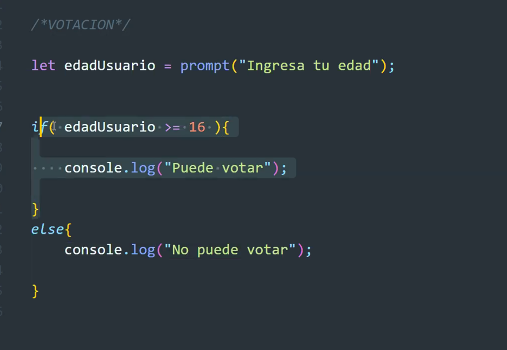 /*VOTACION*/
let edadUsuario = prompt("Ingresa tu edad");
if( edadUsuario >= 16 ){
console.log("Puede votar");
}
else{
console.log("No puede votar");
}